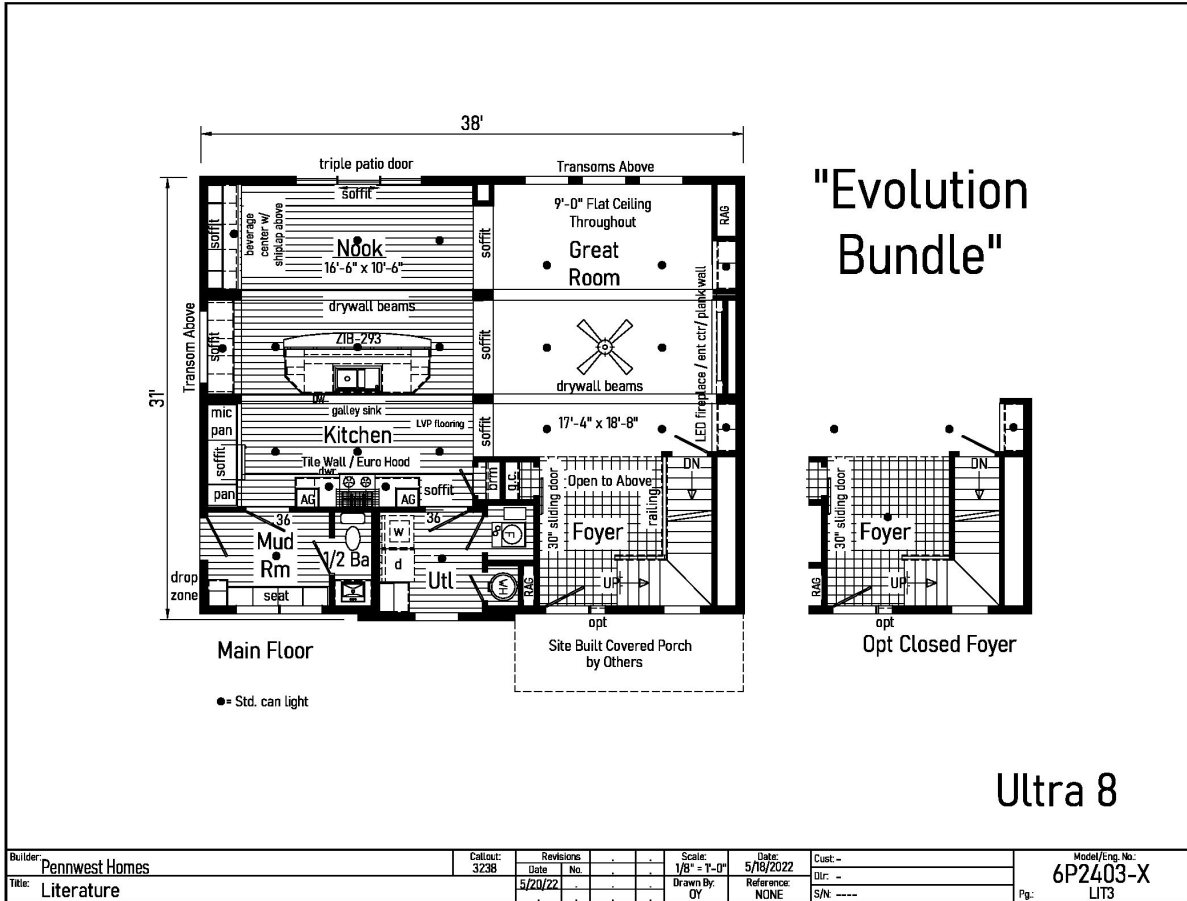 38'
triple patio door
Transoms Above
"Evolution
Bundle"
soffit
soffit
beverage
center w/
shiplap above
Nook
16'-6" x 10'-6"
soffit
9'-0" Flat Ceiling
Throughout
Great
Room
RAG
31'
Transom Above
soffit
drywall beams
ZIB-293
soffit
drywall beams
LED fireplace / ent ctr/ plank wall
DW
galley sink
mic
pan
soffit
pan
Kitchen
LVP flooring
soffit
17'-4" x 18'-8"
Tile Wall / Euro Hood
dwr
AG
AG
soffit
brm
g.c.
Open to Above
30" sliding door
railing
DN
Foyer
UP
36
Mud
Rm
1/2 Ba
36
W
d
Utl
F
WH
RAG
drop
zone
seat
opt
Site Built Covered Porch
by Others
Main Floor
●= Std. can light
30" sliding door
DN
Foyer
RAG
UP
opt
Opt Closed Foyer
Ultra 8
Builder: Pennwest Homes
Title: Literature
Callout:
3238
Revisions
Date No.
5/20/22
Scale:
1/8" = 1'-0"
Drawn By:
OY
Date:
5/18/2022
Reference:
NONE
Cust: -
Dlr: -
S/N: ----
Model/Eng. No.:
6P2403-X
Pg.: LIT3